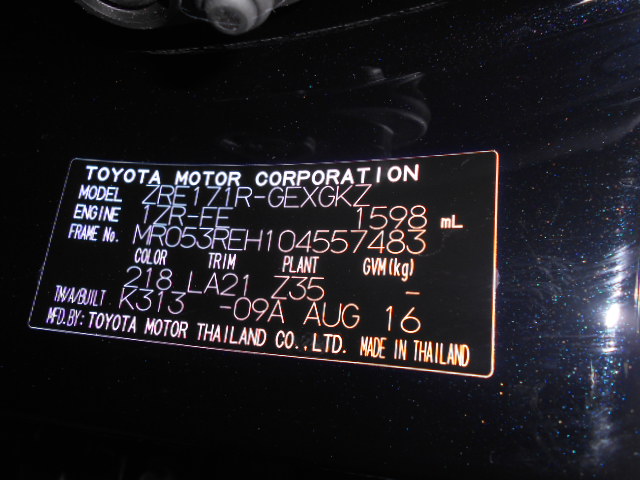 TOYOTA MOTOR CORPORATION
MODEL ZRE171R-GEXGKZ
ENGINE 1ZR-FE 1598 mL
FRAME No. MR053REH104557483
COLOR TRIM PLANT GVM(kg)
218 LA21 Z35 -
TM/A/BUILT K313 -09A AUG 16
MFD.BY: TOYOTA MOTOR THAILAND CO.,LTD. MADE IN THAILAND